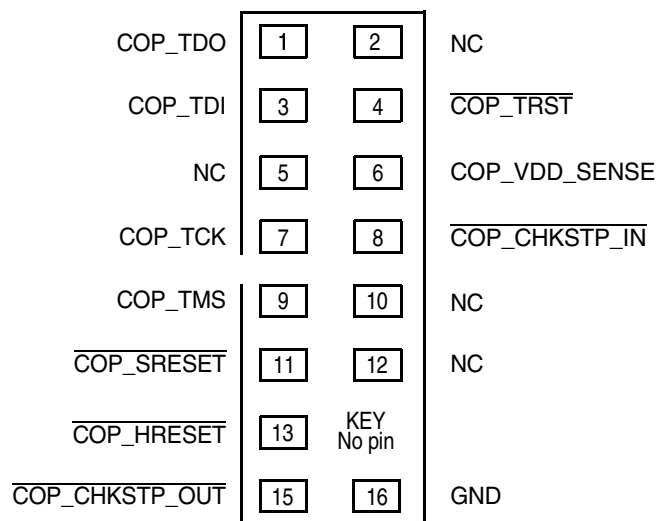 COP_TDO 1 2 NC
COP_TDI 3 4 COP_TRST
NC 5 6 COP_VDD_SENSE
COP_TCK 7 8 COP_CHKSTP_IN
COP_TMS 9 10 NC
COP_SRESET 11 12 NC
COP_HRESET 13 KEY
No pin
COP_CHKSTP_OUT 15 16 GND